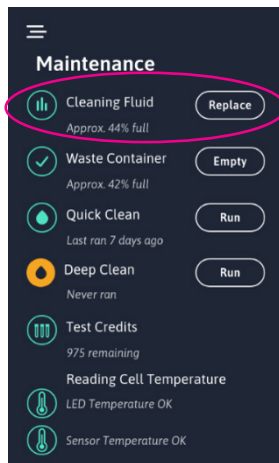 Maintenance
Cleaning Fluid
Replace
Approx. 44% full
Waste Container
Empty
Approx. 42% full
Quick Clean
Run
Last ran 7 days ago
Deep Clean
Run
Never ran
Test Credits
975 remaining
Reading Cell Temperature
LED Temperature OK
Sensor Temperature OK